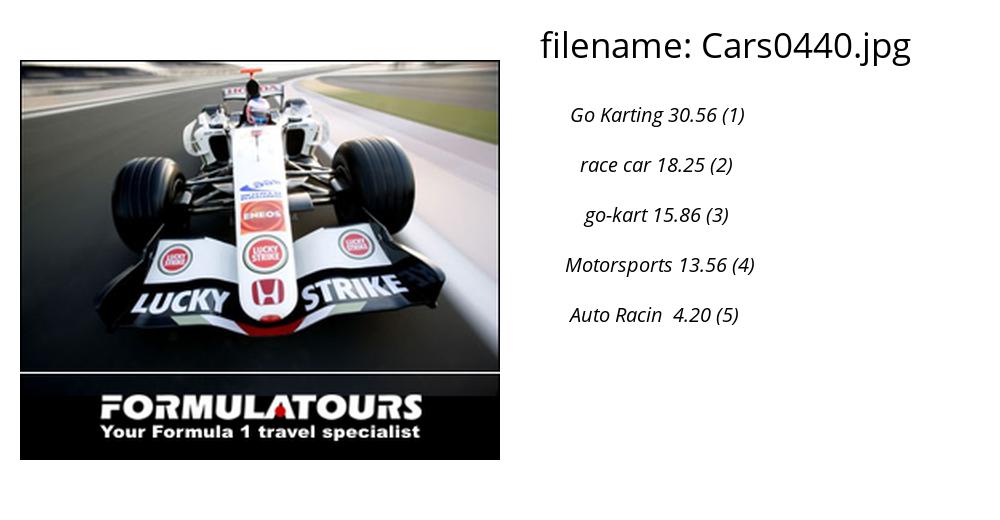 filename: Cars0440.jpg
Go Karting 30.56 (1)
race car 18.25 (2)
go-kart 15.86 (3)
Motorsports 13.56 (4)
Auto Racin  4.20 (5)
HONDA
ENEOS
LUCKY STRIKE
LUCKY STRIKE
LUCKY STRIKE
LUCKY STRIKE
FORMULATOURS
Your Formula 1 travel specialist